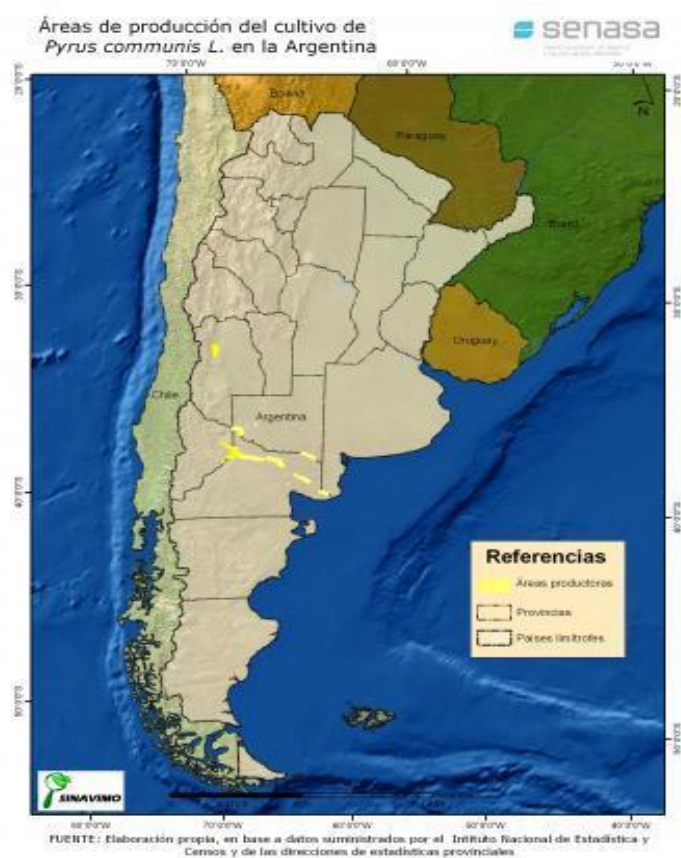 Áreas de producción del cultivo de
Pyrus communis L. en la Argentina
senasa
Bolivia
Paraguay
Brasil
Uruguay
Chile
Argentina
Referencias
Áreas productoras
Provincias
Países limítrofes
N
SINAVIMO
FUENTE: Elaboración propia, en base a datos suministrados por el Intituto Nacional de Estadística y
Censos y de las direcciones de estadísticas provinciales